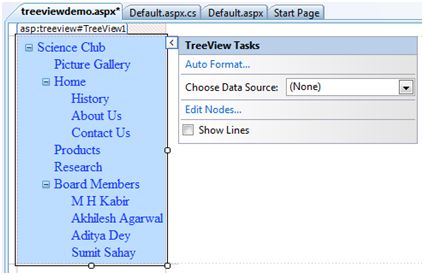 treeviewdemo.aspx* Default.aspx.cs Default.aspx Start Page
asp:treeview#TreeView1
Science Club
Picture Gallery
Home
History
About Us
Contact Us
Products
Research
Board Members
M H Kabir
Akhilesh Agarwal
Aditya Dey
Sumit Sahay
TreeView Tasks
Auto Format...
Choose Data Source: (None)
Edit Nodes...
Show Lines